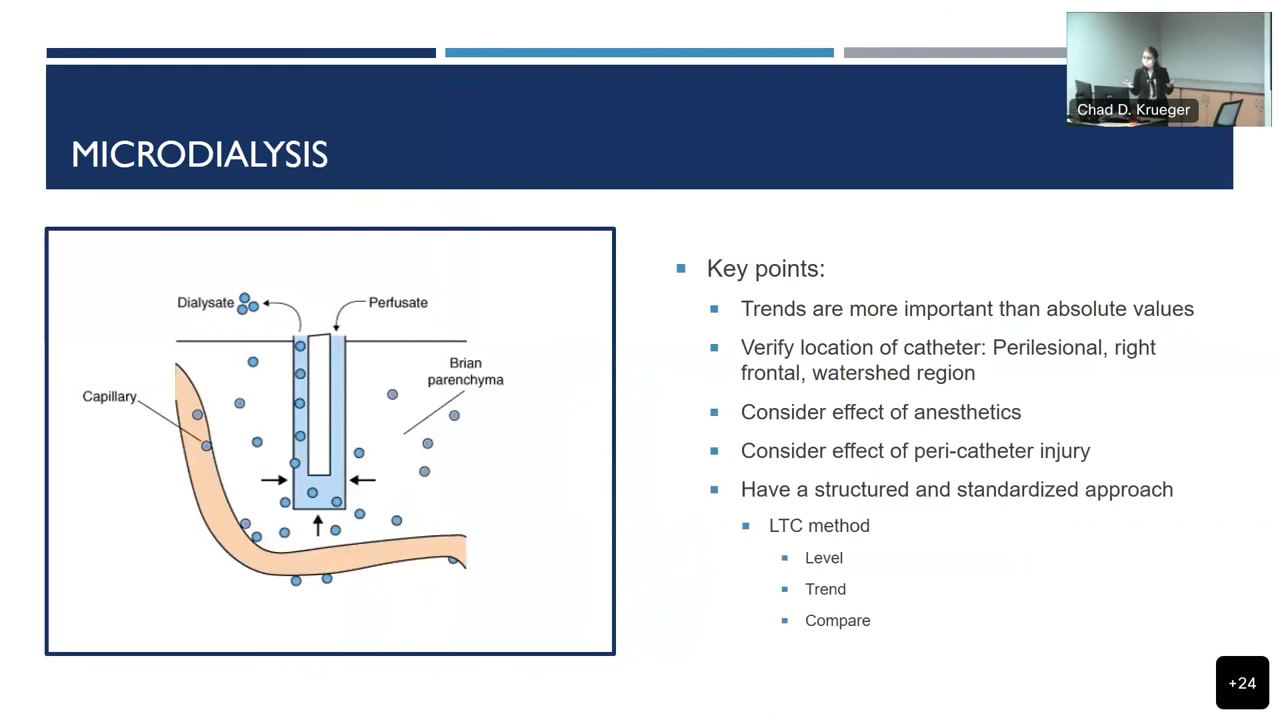 Chad D. Krueger
MICRODIALYSIS
Dialysate
Perfusate
Brian
parenchyma
Capillary
Key points:
Trends are more important than absolute values
Verify location of catheter: Perilesional, right
frontal, watershed region
Consider effect of anesthetics
Consider effect of peri-catheter injury
Have a structured and standardized approach
LTC method
Level
Trend
Compare
+24